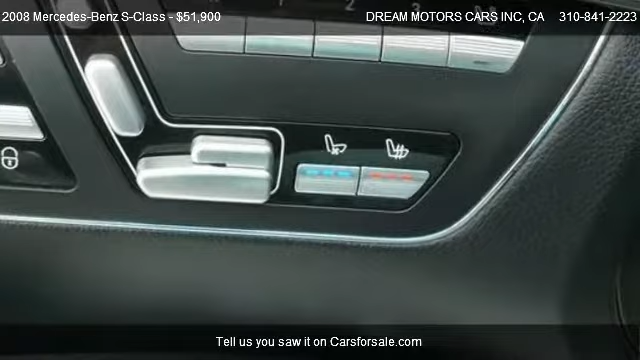 2008 Mercedes-Benz S-Class - $51,900 DREAM MOTORS CARS INC, CA 310-841-2223
3
Tell us you saw it on Carsforsale.com